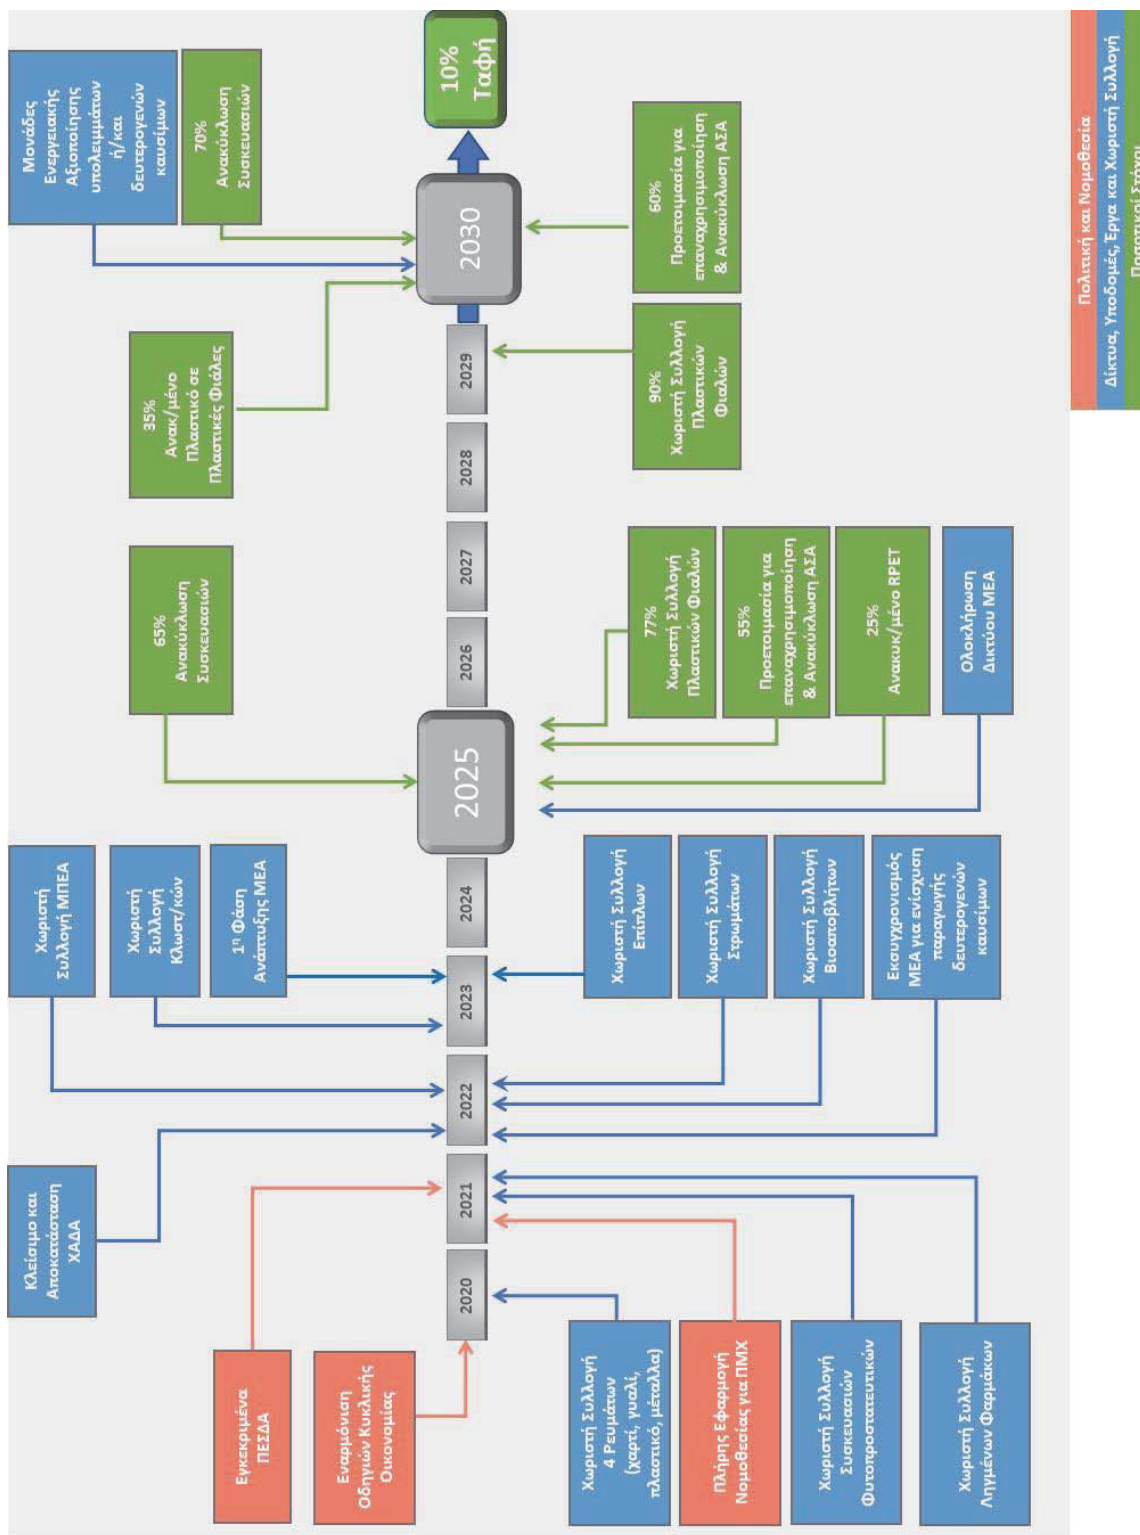 Κλείσιμο και
Αποκατάσταση
ΧΑΔΑ
Χωριστή
Συλλογή ΜΠΕΑ
Χωριστή
Συλλογή
Κλωστ/κών
1η Φάση
Ανάπτυξης ΜΕΑ
65%
Ανακύκλωση
Συσκευασιών
35%
Ανακ/μένο
Πλαστικό σε
Πλαστικές Φιάλες
Μονάδες
Ενεργειακής
Αξιοποίησης
υπολειμμάτων
ή/και
δευτερογενών
καυσίμων
70%
Ανακύκλωση
Συσκευασιών
Εγκεκριμένα
ΠΕΣΔΑ
Εναρμόνιση
Οδηγιών Κυκλικής
Οικονομίας
2020
2021
2022
2023
2024
2025
2026
2027
2028
2029
2030
10%
Ταφή
Χωριστή Συλλογή
4 Ρευμάτων
(χαρτί, γυαλί,
πλαστικό, μέταλλα)
Πλήρης Εφαρμογή
Νομοθεσίας για ΠΜΧ
Χωριστή Συλλογή
Συσκευασιών
Φυτοπροστατευτικών
Χωριστή Συλλογή
Ληγμένων Φαρμάκων
Χωριστή Συλλογή
Επίπλων
Χωριστή Συλλογή
Στρωμάτων
Χωριστή Συλλογή
Βιοαποβλήτων
Εκσυγχρονισμός
ΜΕΑ για ενίσχυση
παραγωγής
δευτερογενών
καυσίμων
77%
Χωριστή Συλλογή
Πλαστικών Φιαλών
55%
Προετοιμασία για
επαναχρησιμοποίηση
& Ανακύκλωση ΑΣΑ
25%
Ανακυκ/μένο RPET
Ολοκλήρωση
Δικτύου ΜΕΑ
90%
Χωριστή Συλλογή
Πλαστικών
Φιαλών
60%
Προετοιμασία για
επαναχρησιμοποίηση
& Ανακύκλωση ΑΣΑ
Πολιτική και Νομοθεσία
Δίκτυα, Υποδομές, Έργα και Χωριστή Συλλογή
Στόχοι